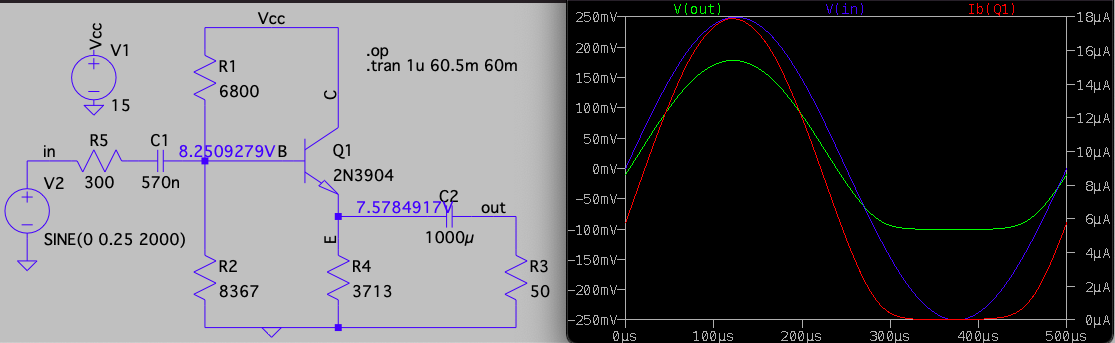 Vcc
Vcc
V1
15
.op
.tran 1u 60.5m 60m
R1
6800
C
in
R5
300
C1
570n
8.2509279V
B
Q1
2N3904
V2
SINE(0 0.25 2000)
7.5784917V
C2
1000µ
out
E
R2
8367
R4
3713
R3
50
V(out) V(in) Ib(Q1)
250mV 18µA
200mV 16µA
150mV
14µA
100mV
12µA
50mV
0mV 10µA
-50mV 8µA
-100mV 6µA
-150mV
4µA
-200mV
2µA
-250mV 0µA
0µs 100µs 200µs 300µs 400µs 500µs